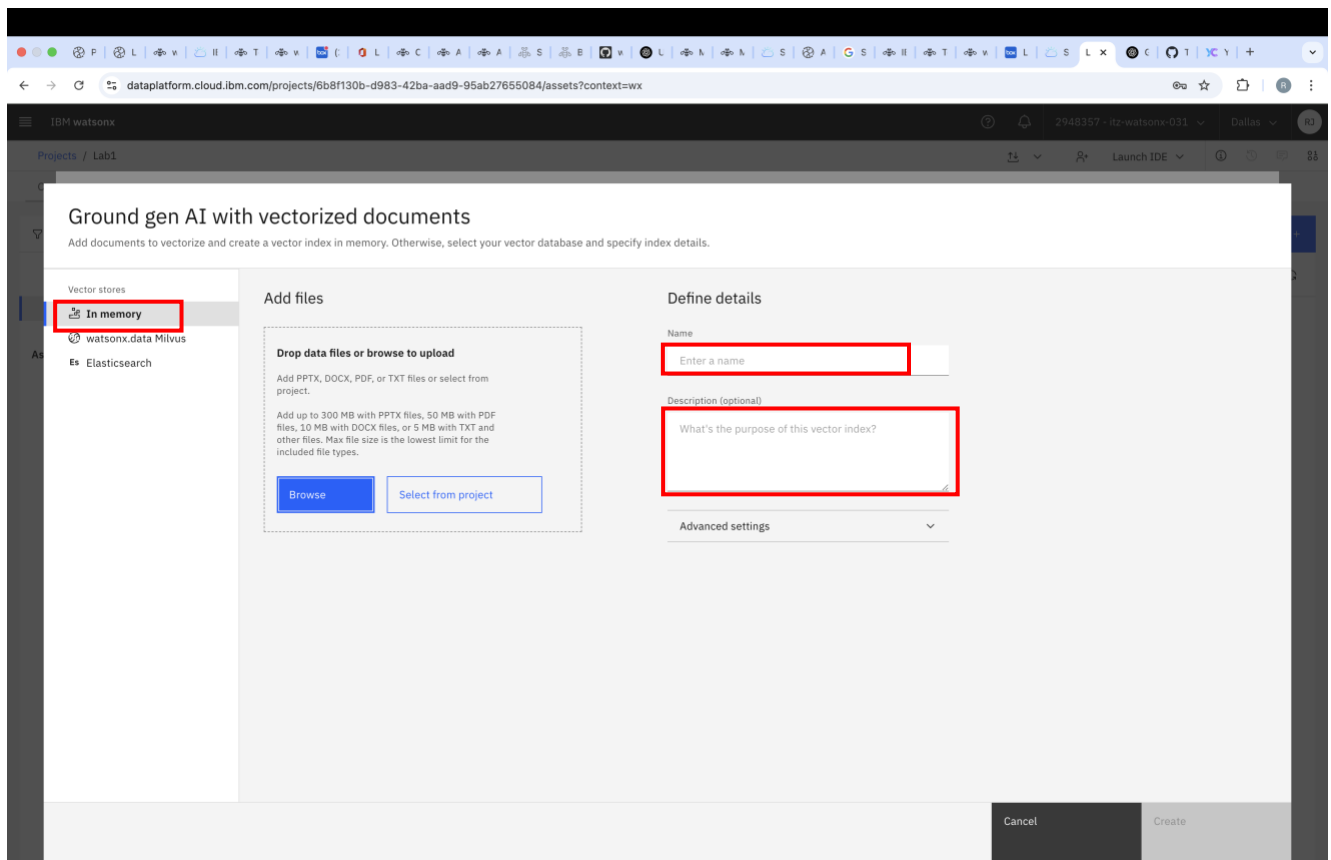 P
L
T
C
A
A
S
B
L
S
A
G S
T
L
S
L
T
Y
dataplatform.cloud.ibm.com/projects/6b8f130b-d983-42ba-aad9-95ab27655084/assets?context=wx
R
IBM watsonx
2948357 - itz-watsonx-031
Dallas
RJ
Projects / Lab1
Launch IDE
Ground gen AI with vectorized documents
Add documents to vectorize and create a vector index in memory. Otherwise, select your vector database and specify index details.
Vector stores
In memory
watsonx.data Milvus
Es Elasticsearch
As
Add files
Drop data files or browse to upload
Add PPTX, DOCX, PDF, or TXT files or select from
project.
Add up to 300 MB with PPTX files, 50 MB with PDF
files, 10 MB with DOCX files, or 5 MB with TXT and
other files. Max file size is the lowest limit for the
included file types.
Browse
Select from project
Define details
Name
Enter a name
Description (optional)
What's the purpose of this vector index?
Advanced settings
Cancel
Create